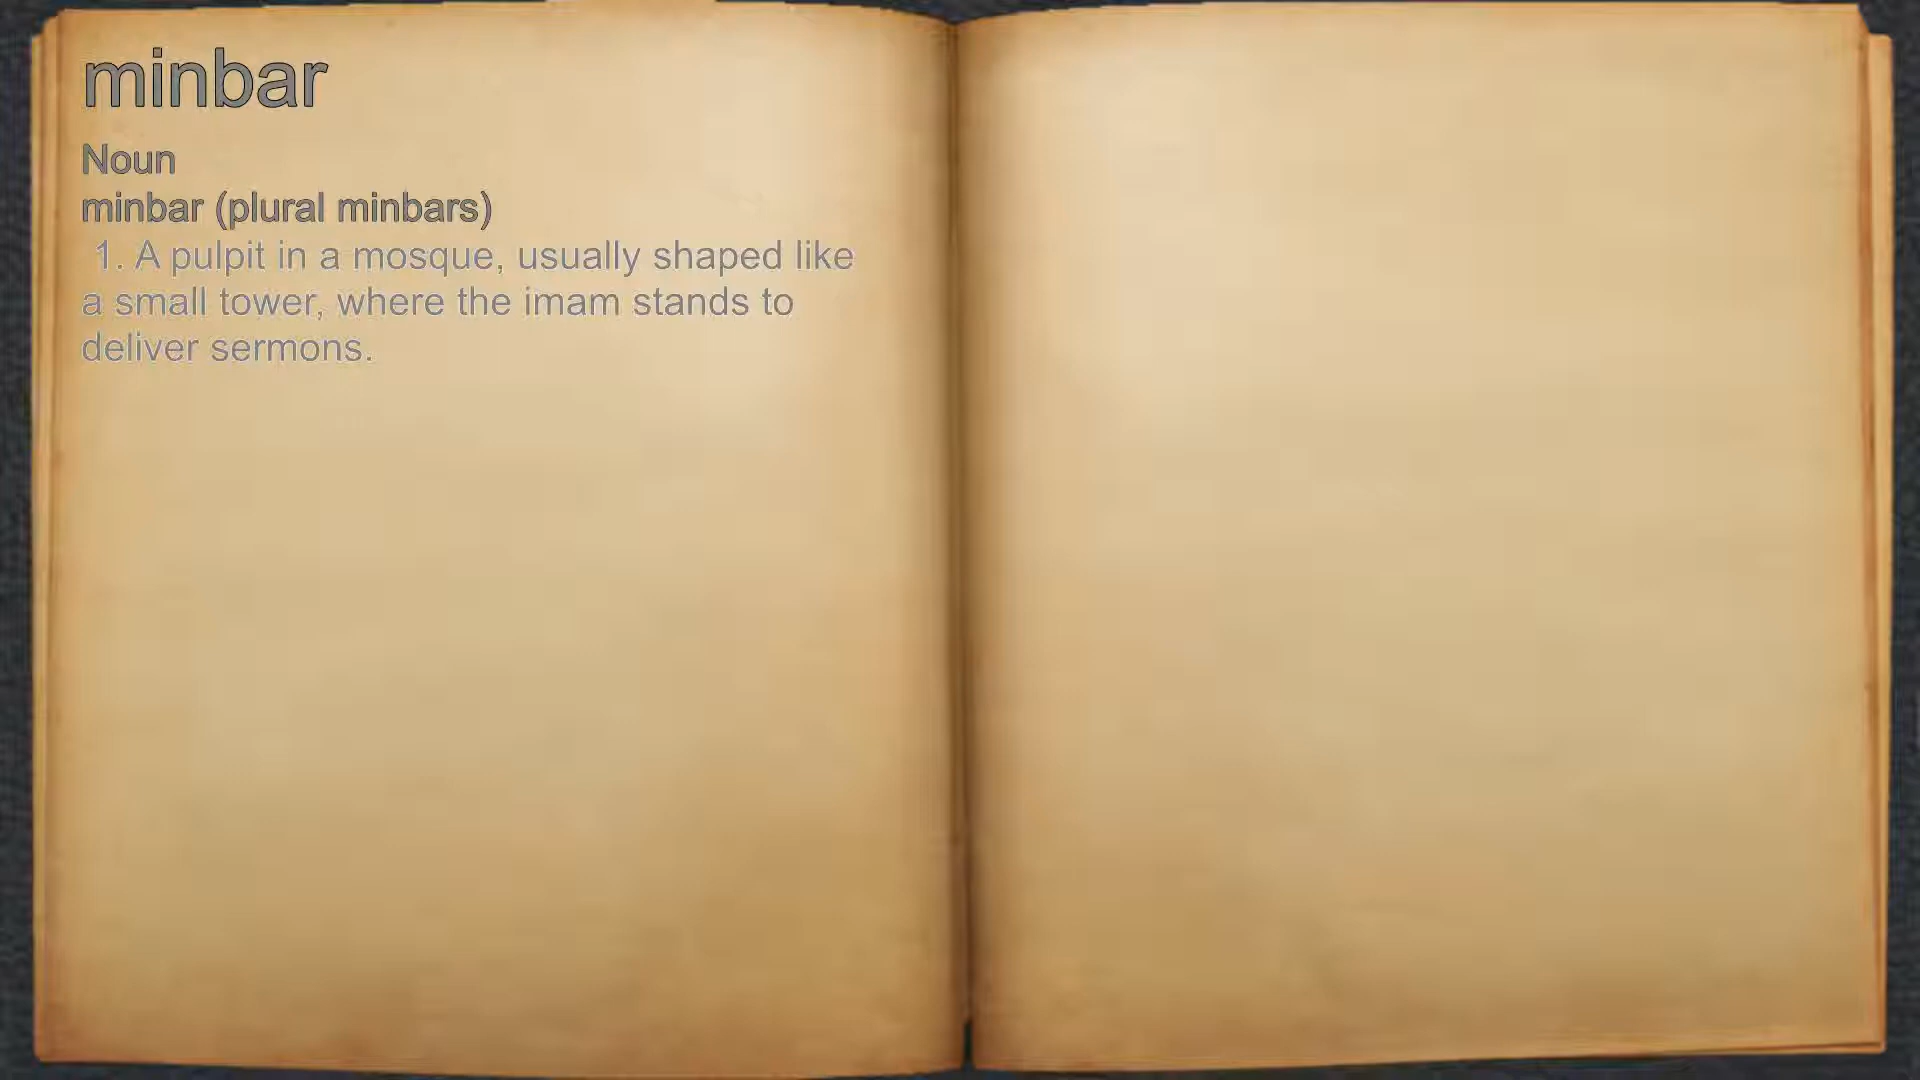 minbar
Noun
minbar (plural minbars)
1. A pulpit in a mosque, usually shaped like
a small tower, where the imam stands to
deliver sermons.